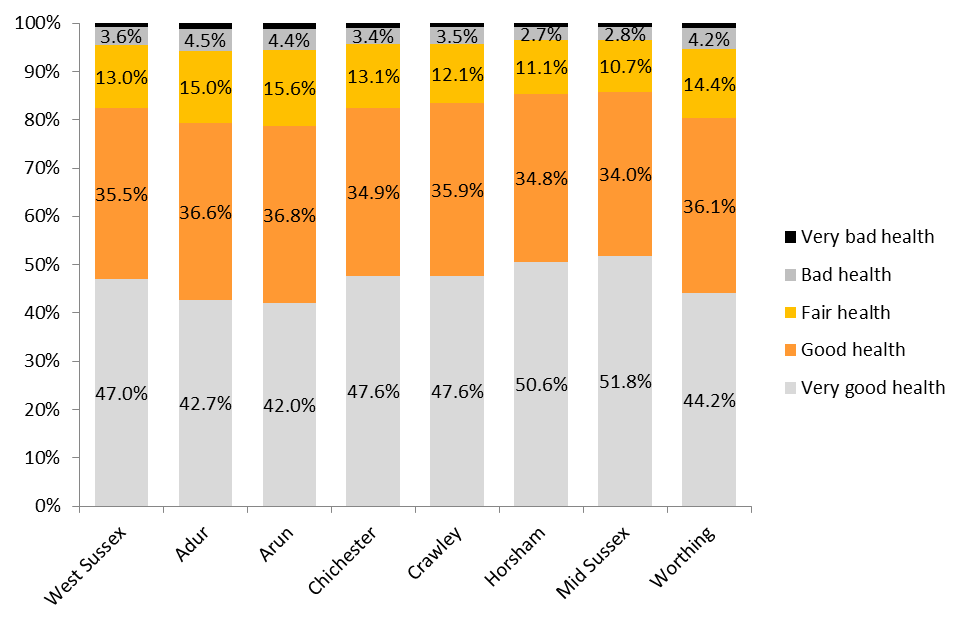 100%
90%
80%
70%
60%
50%
40%
30%
20%
10%
0%
3.6% 4.5% 4.4% 3.4% 3.5% 2.7% 2.8% 4.2%
13.0% 15.0% 15.6% 13.1% 12.1% 11.1% 10.7% 14.4%
35.5% 36.6% 36.8% 34.9% 35.9% 34.8% 34.0% 36.1%
47.0% 42.7% 42.0% 47.6% 47.6% 50.6% 51.8% 44.2%
West Sussex
Adur
Arun
Chichester
Crawley
Horsham
Mid Sussex
Worthing
Very bad health
Bad health
Fair health
Good health
Very good health